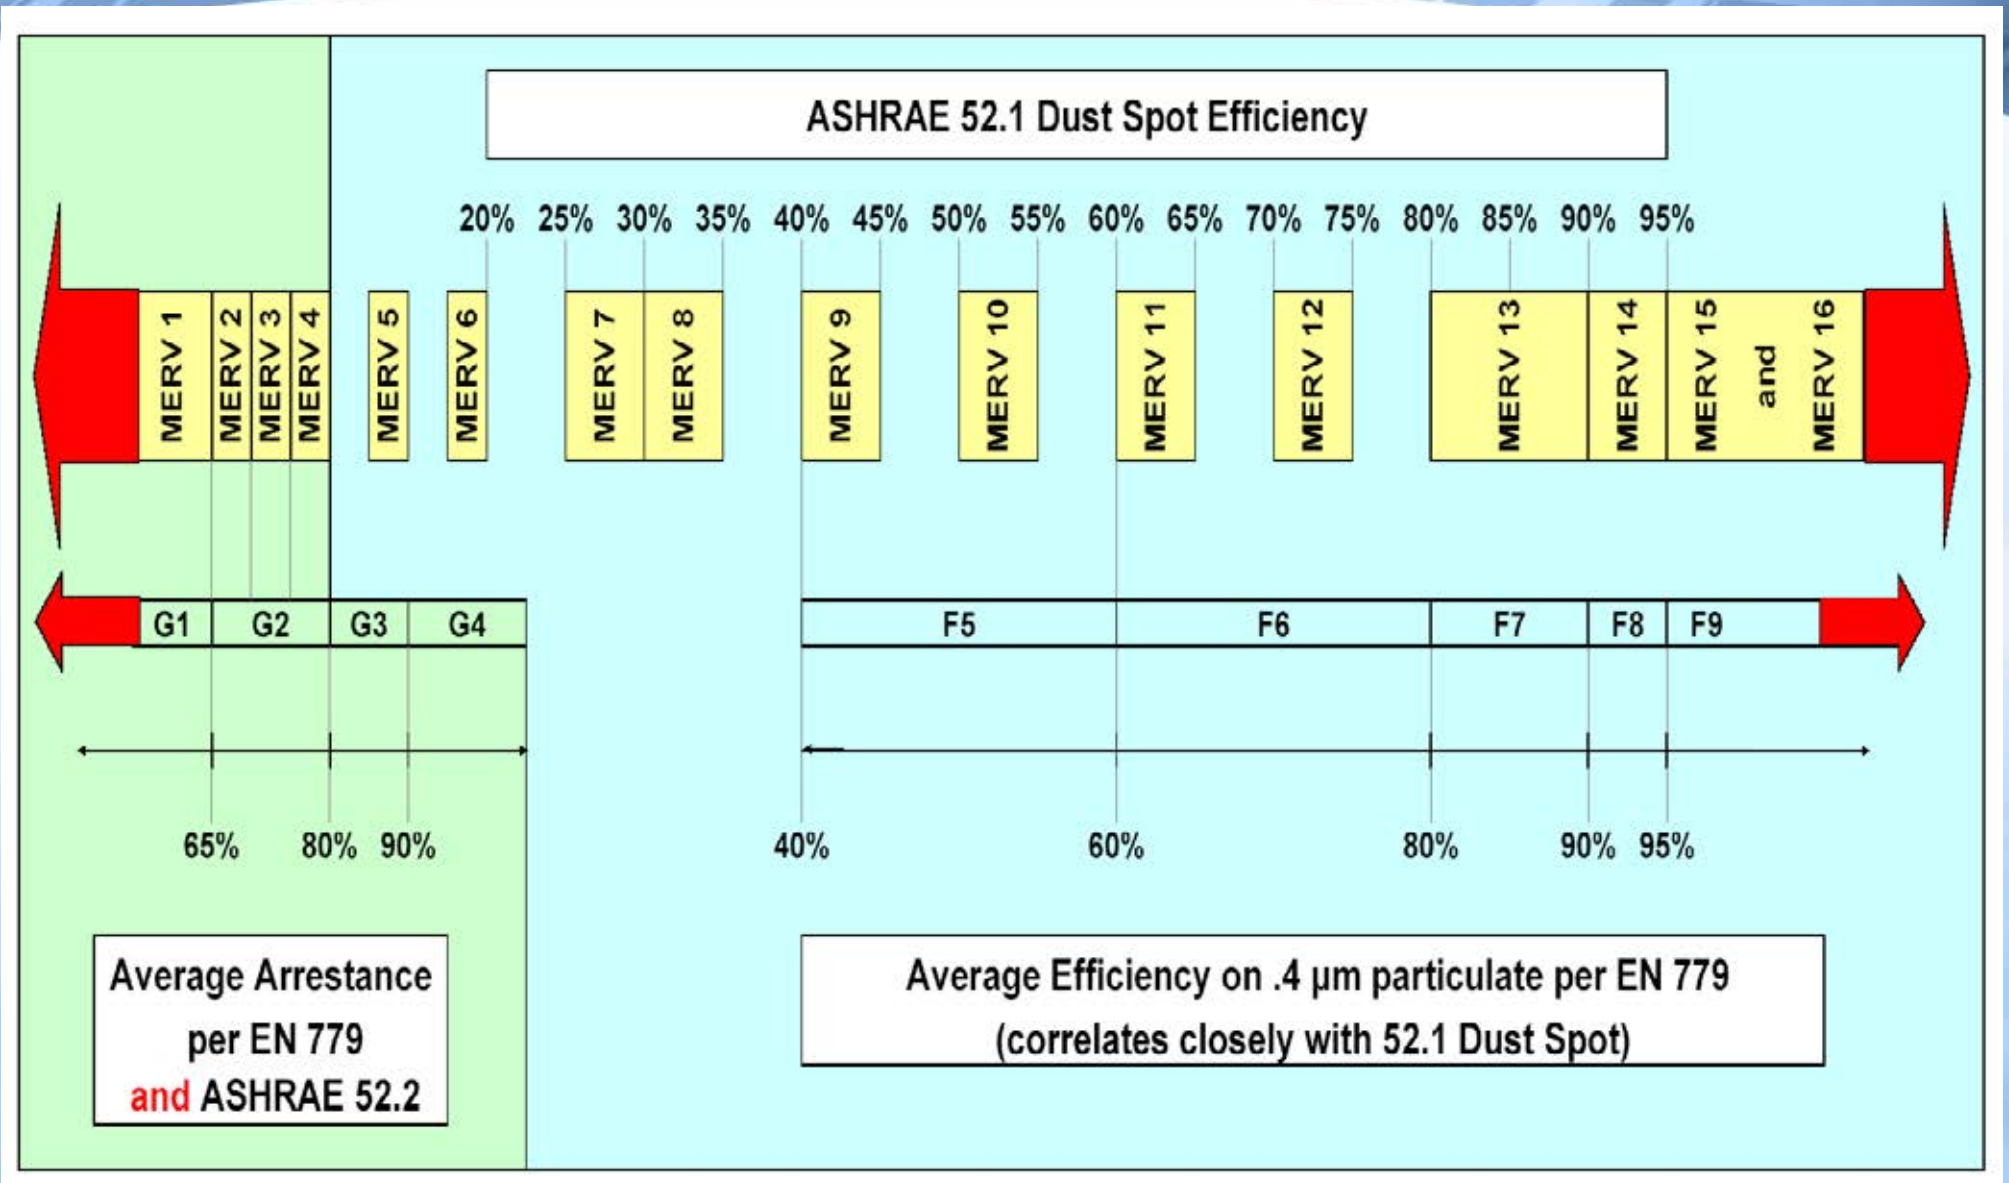 ASHRAE 52.1 Dust Spot Efficiency
20% 25% 30% 35% 40% 45% 50% 55% 60% 65% 70% 75% 80% 85% 90% 95%
MERV 1
MERV 2
MERV 3
MERV 4
MERV 5
MERV 6
MERV 7
MERV 8
MERV 9
MERV 10
MERV 11
MERV 12
MERV 13
MERV 14
MERV 15
and
MERV 16
G1 G2 G3 G4 F5 F6 F7 F8 F9
65% 80% 90% 40% 60% 80% 90% 95%
Average Arrestance
per EN 779
and ASHRAE 52.2
Average Efficiency on .4 µm particulate per EN 779
(correlates closely with 52.1 Dust Spot)